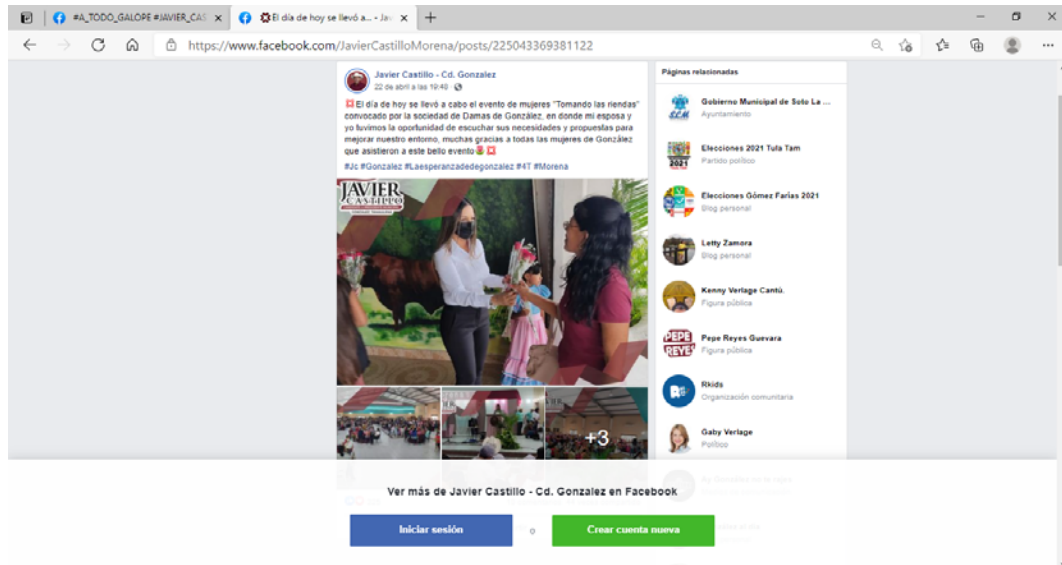 #A_TODO_GALOPE #JAVIER_CAS
El día de hoy se llevó a... - Jav
https://www.facebook.com/JavierCastilloMorena/posts/225043369381122
Javier Castillo - Cd. Gonzalez
22 de abril a las 19:40
El día de hoy se llevó a cabo el evento de mujeres "Tomando las riendas"
convocado por la sociedad de Damas de González, en donde mi esposa y
yo tuvimos la oportunidad de escuchar sus necesidades y propuestas para
mejorar nuestro entorno, muchas gracias a todas las mujeres de González
que asistieron a este bello evento
#Jc #Gonzalez #Laesperanzadedegonzalez #4T #Morena
JAVIER
CASTILLO
+3
Páginas relacionadas
Gobierno Municipal de Soto La ...
Ayuntamiento
Elecciones 2021 Tula Tam
Partido político
Elecciones Gómez Farías 2021
Blog personal
Letty Zamora
Blog personal
Kenny Verlage Cantú.
Figura pública
PEPE
REYES
Pepe Reyes Guevara
Figura pública
Rkids
Organización comunitaria
Gaby Verlage
Político
Ver más de Javier Castillo - Cd. Gonzalez en Facebook
Iniciar sesión
o
Crear cuenta nueva